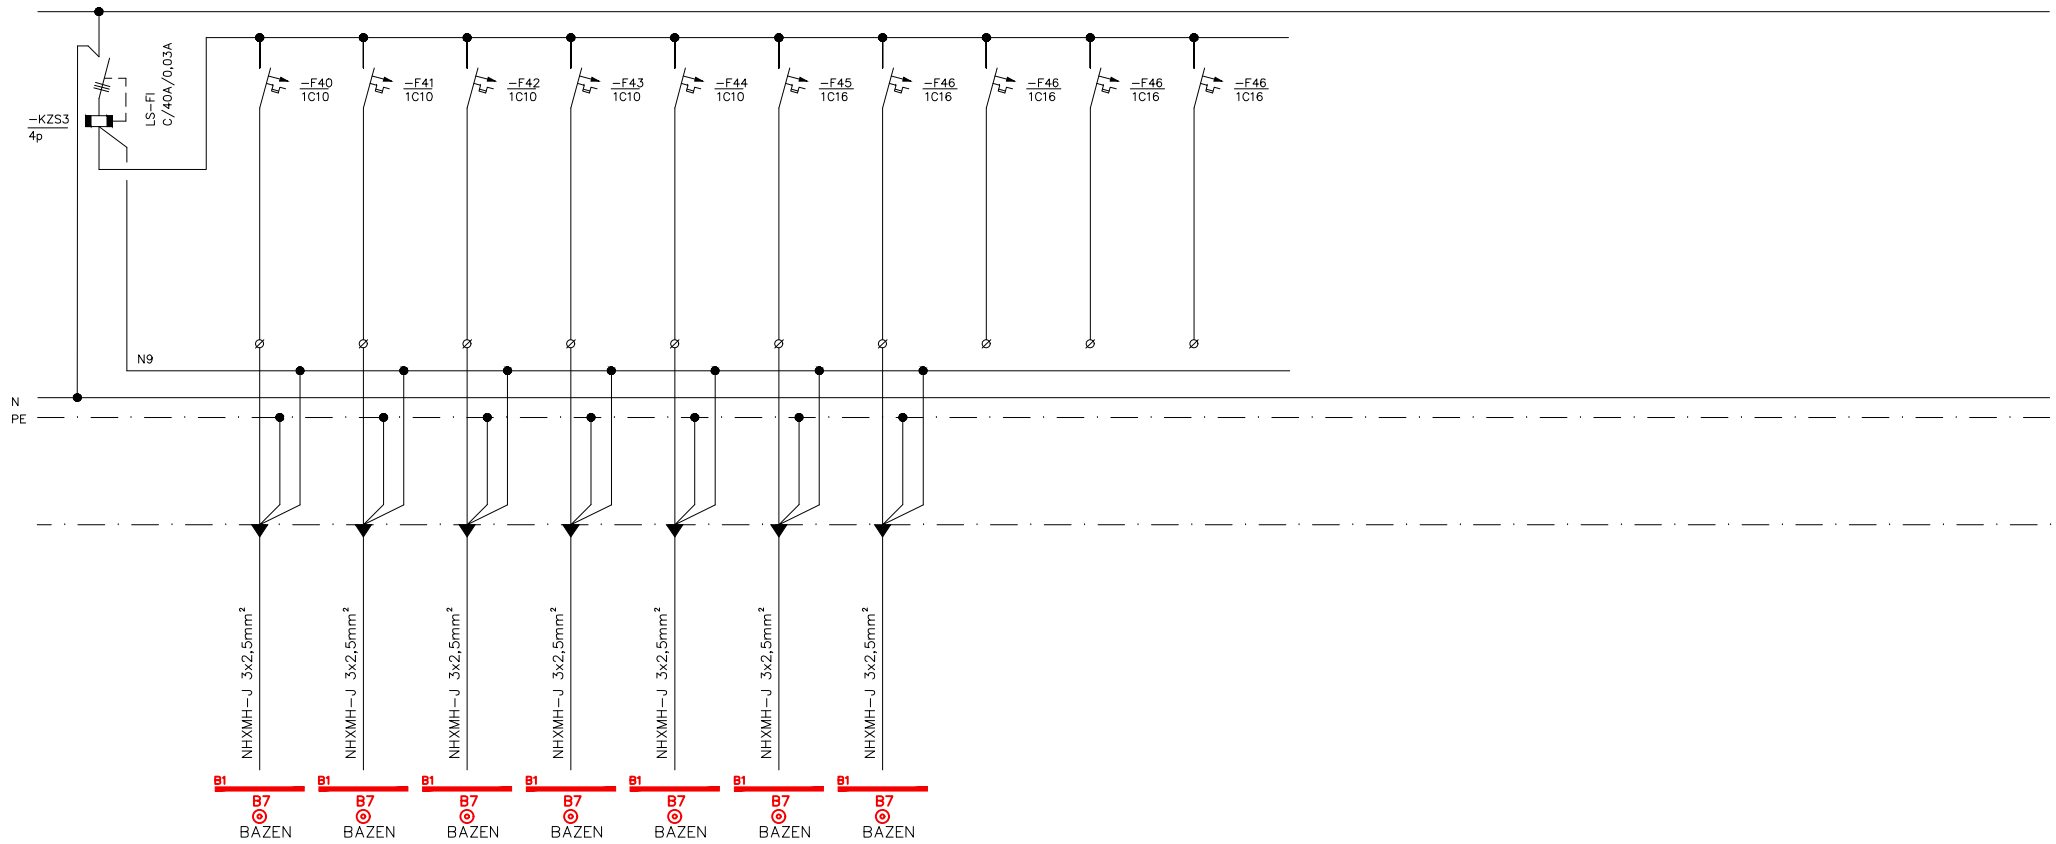 -KZS3
4p
LS-FI
C/40A/0,03A
-F40
1C10
-F41
1C10
-F42
1C10
-F43
1C10
-F44
1C10
-F45
1C16
-F46
1C16
-F46
1C16
-F46
1C16
-F46
1C16
N9
N
PE
NHXMH-J 3x2,5mm²
NHXMH-J 3x2,5mm²
NHXMH-J 3x2,5mm²
NHXMH-J 3x2,5mm²
NHXMH-J 3x2,5mm²
NHXMH-J 3x2,5mm²
NHXMH-J 3x2,5mm²
B1
B7
BAZEN
B1
B7
BAZEN
B1
B7
BAZEN
B1
B7
BAZEN
B1
B7
BAZEN
B1
B7
BAZEN
B1
B7
BAZEN